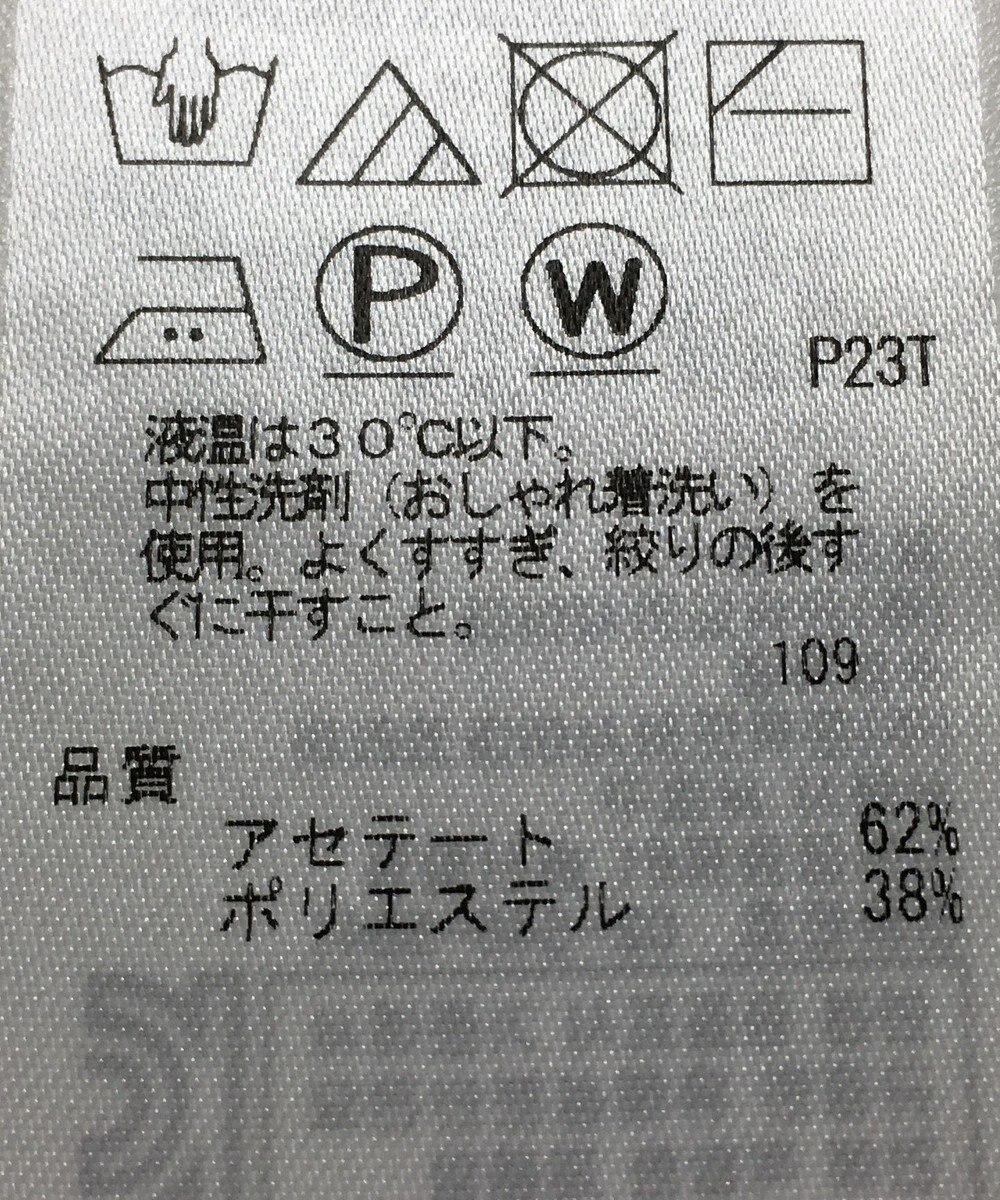 P
W
P23T
液温は30℃以下。
中性洗剤（おしゃれ着洗い）を
使用。よくすすぎ、絞りの後す
ぐに干すこと。
109
品質
アセテート 62%
ポリエステル 38%